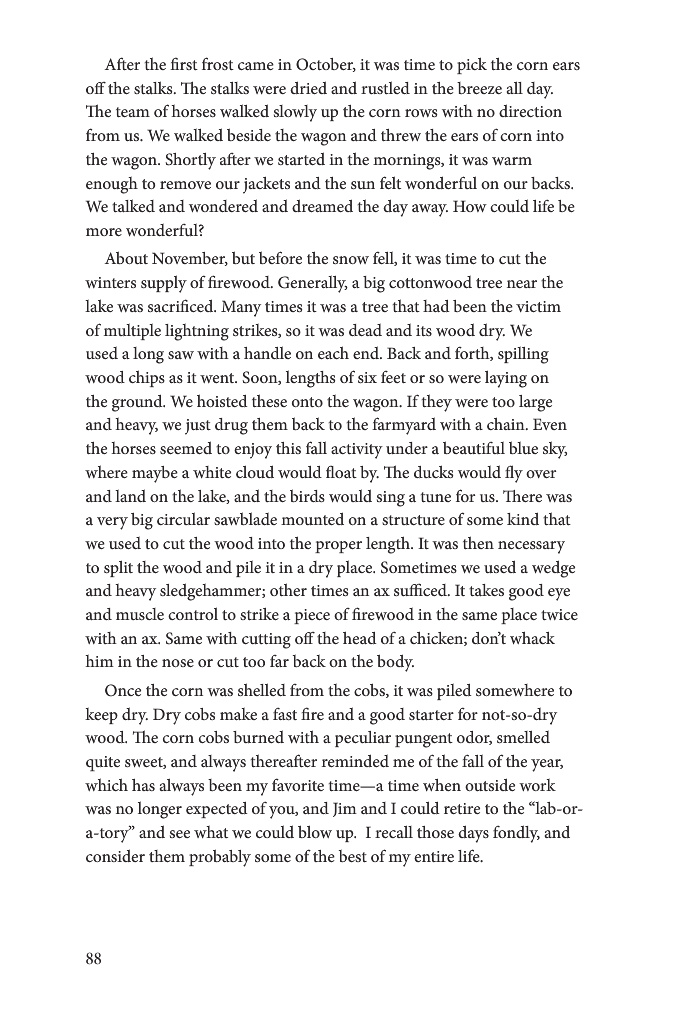 After the first frost came in October, it was time to pick the corn ears
off the stalks. The stalks were dried and rustled in the breeze all day.
The team of horses walked slowly up the corn rows with no direction
from us. We walked beside the wagon and threw the ears of corn into
the wagon. Shortly after we started in the mornings, it was warm
enough to remove our jackets and the sun felt wonderful on our backs.
We talked and wondered and dreamed the day away. How could life be
more wonderful?
About November, but before the snow fell, it was time to cut the
winters supply of firewood. Generally, a big cottonwood tree near the
lake was sacrificed. Many times it was a tree that had been the victim
of multiple lightning strikes, so it was dead and its wood dry. We
used a long saw with a handle on each end. Back and forth, spilling
wood chips as it went. Soon, lengths of six feet or so were laying on
the ground. We hoisted these onto the wagon. If they were too large
and heavy, we just drug them back to the farmyard with a chain. Even
the horses seemed to enjoy this fall activity under a beautiful blue sky,
where maybe a white cloud would float by. The ducks would fly over
and land on the lake, and the birds would sing a tune for us. There was
a very big circular sawblade mounted on a structure of some kind that
we used to cut the wood into the proper length. It was then necessary
to split the wood and pile it in a dry place. Sometimes we used a wedge
and heavy sledgehammer; other times an ax sufficed. It takes good eye
and muscle control to strike a piece of firewood in the same place twice
with an ax. Same with cutting off the head of a chicken; don’t whack
him in the nose or cut too far back on the body.
Once the corn was shelled from the cobs, it was piled somewhere to
keep dry. Dry cobs make a fast fire and a good starter for not-so-dry
wood. The corn cobs burned with a peculiar pungent odor, smelled
quite sweet, and always thereafter reminded me of the fall of the year,
which has always been my favorite time—a time when outside work
was no longer expected of you, and Jim and I could retire to the “lab-or-
a-tory” and see what we could blow up.  I recall those days fondly, and
consider them probably some of the best of my entire life.
88